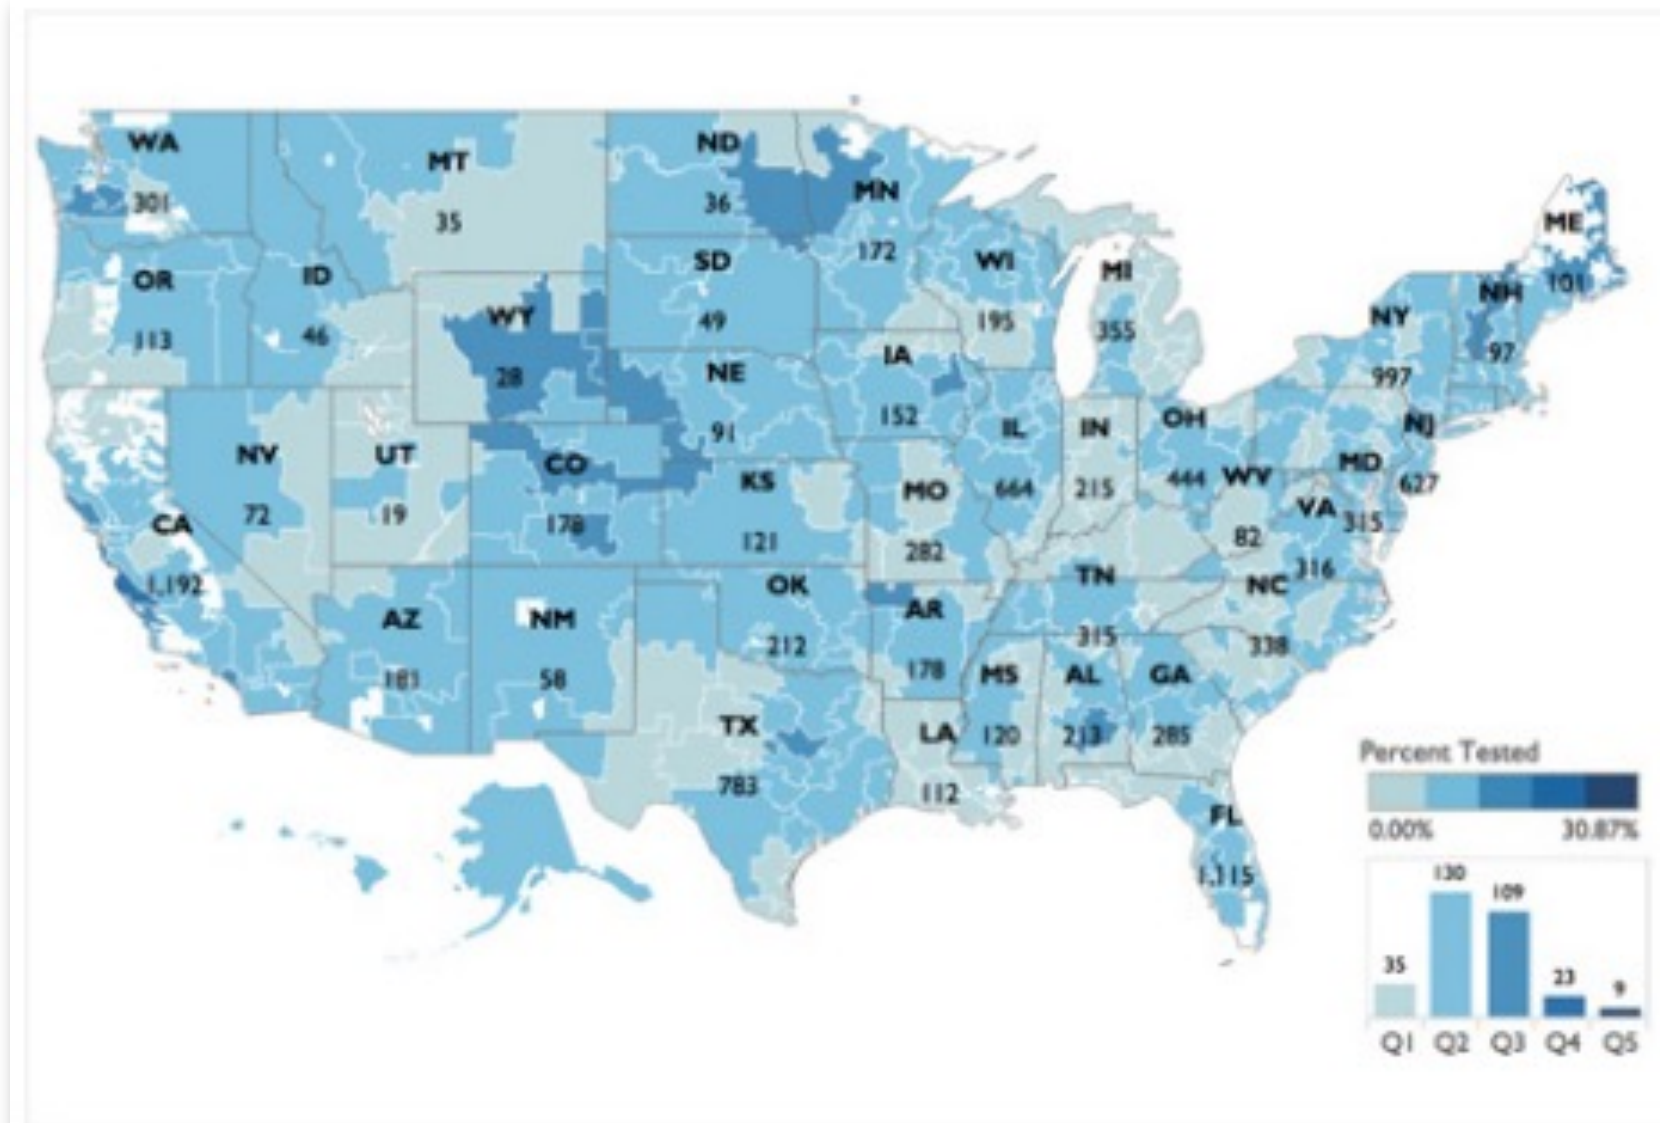 WA
301
MT
35
ND
36
MN
172
ME
101
OR
113
ID
46
WY
28
SD
49
WI
195
MI
355
NY
997
NH
97
NE
91
IA
152
IL
664
IN
215
OH
444
NJ
627
NV
72
UT
19
CO
178
KS
121
MO
282
WV
82
MD
315
VA
316
CA
1,192
AZ
181
NM
58
OK
212
AR
178
TN
315
NC
338
MS
120
AL
213
GA
285
TX
783
LA
112
FL
1,115
Percent Tested
0.00% 30.87%
35 130 109 23 9
Q1 Q2 Q3 Q4 Q5